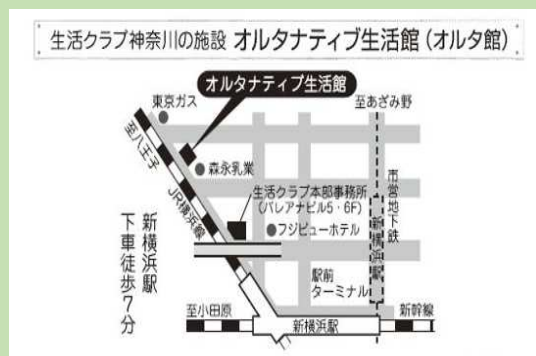 生活クラブ神奈川の施設 オルタナティブ生活館(オルタ館)
オルタナティブ生活館
東京ガス
至あざみ野
至八王子
森永乳業
JR横浜線
生活クラブ本部事務所
(バレアナビル5・6F)
フジビューホテル
市営地下鉄
新横浜駅
新横浜駅
下車徒歩7分
駅前
ターミナル
至小田原
新横浜駅
新幹線